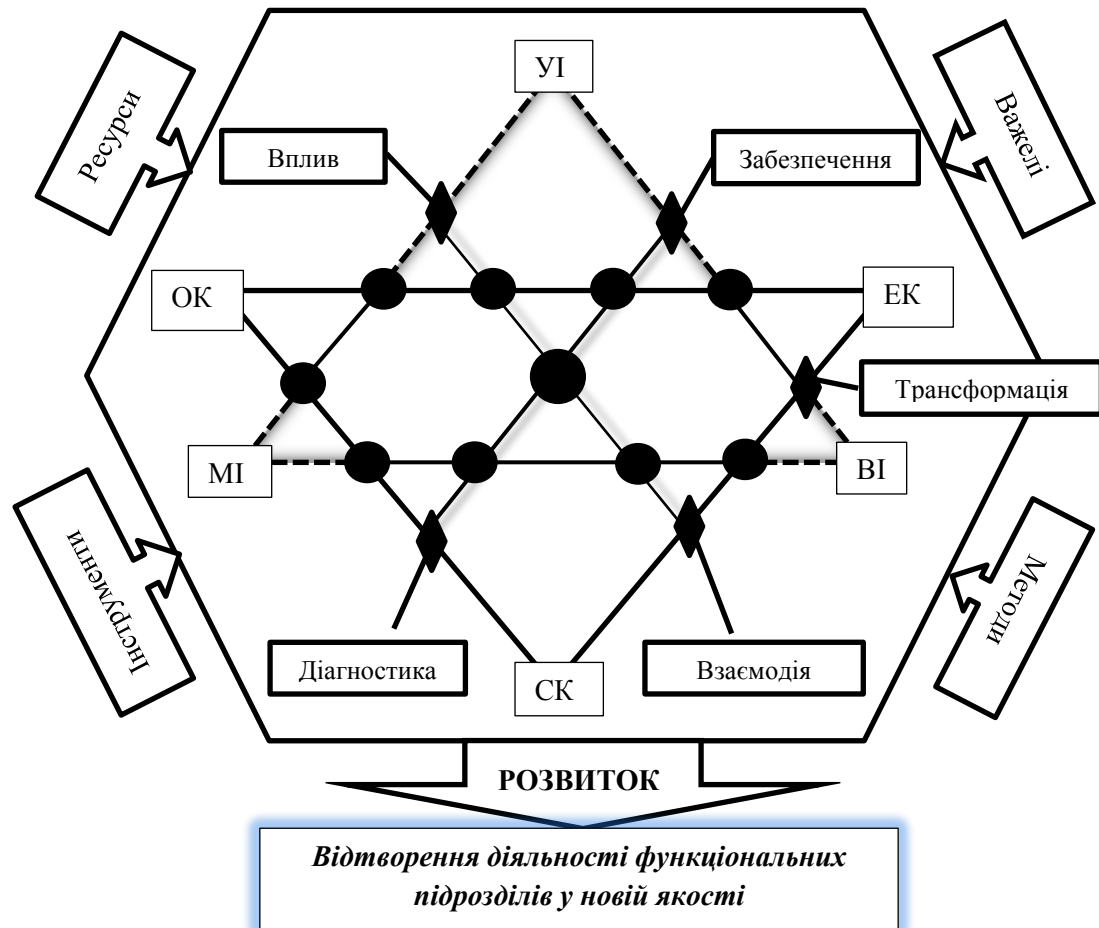 УІ
Ресурси
Важелі
Вплив
Забезпечення
ОК
ЕК
Трансформація
МІ
ВІ
Інструменти
Методи
Діагностика
СК
Взаємодія
РОЗВИТОК
Відтворення діяльності функціональних
підрозділів у новій якості